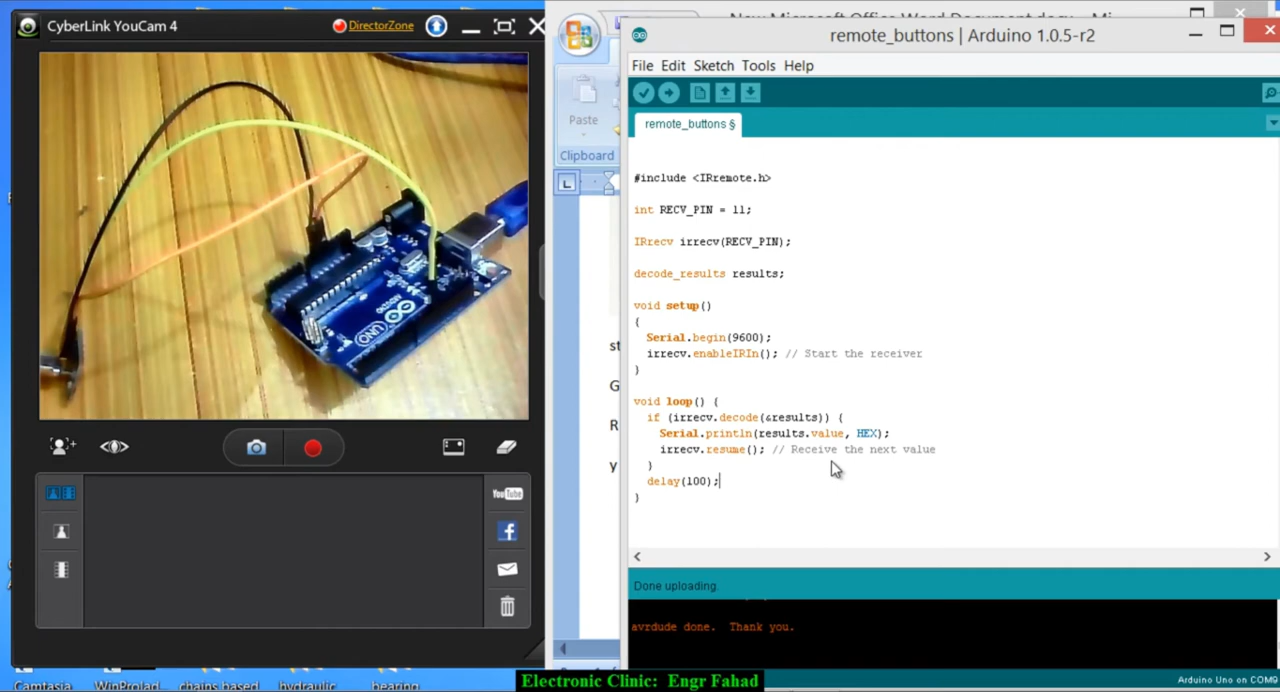 CyberLink YouCam 4
DirectorZone
UNO
ARDUINO
YouTube
Paste
Clipboard
L
st
G
R
y
remote_buttons | Arduino 1.0.5-r2
File Edit Sketch Tools Help
remote_buttons §
#include <IRremote.h>
int RECV_PIN = 11;
IRrecv irrecv(RECV_PIN);
decode_results results;
void setup()
{
Serial.begin(9600);
irrecv.enableIRIn(); // Start the receiver
}
void loop() {
if (irrecv.decode(&results)) {
Serial.println(results.value, HEX);
irrecv.resume(); // Receive the next value
}
delay(100);
}
Done uploading.
avrdude done.  Thank you.
Arduino Uno on COM9
Camtasia
chains based
hydraulic
bearing
Electronic Clinic: Engr Fahad